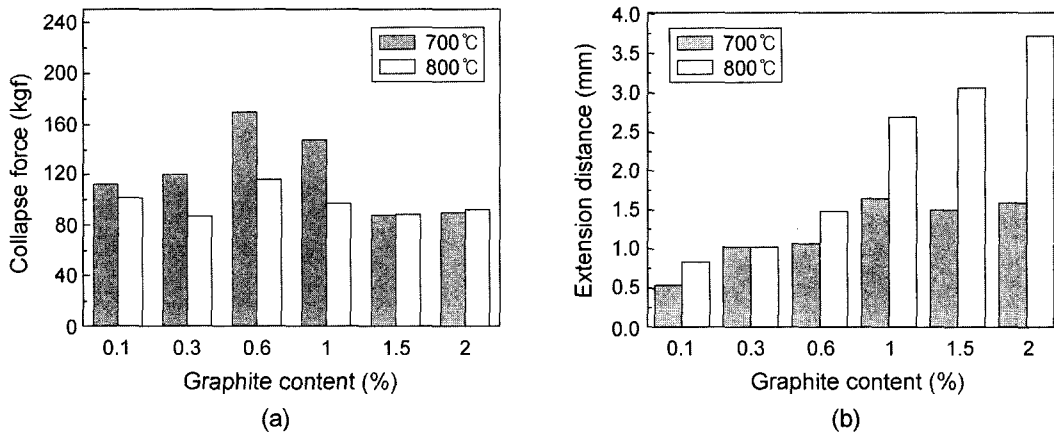 240
200
160
120
80
40
0
Collapse force (kgf)
700℃
800℃
0.1 0.3 0.6 1 1.5 2
Graphite content (%)
(a)
4.0
3.5
3.0
2.5
2.0
1.5
1.0
0.5
0.0
Extension distance (mm)
700℃
800℃
0.1 0.3 0.6 1 1.5 2
Graphite content (%)
(b)